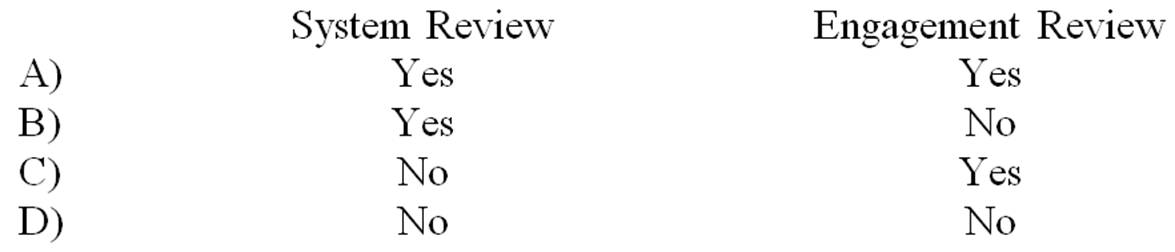 System Review Engagement Review
A) Yes Yes
B) Yes No
C) No Yes
D) No No